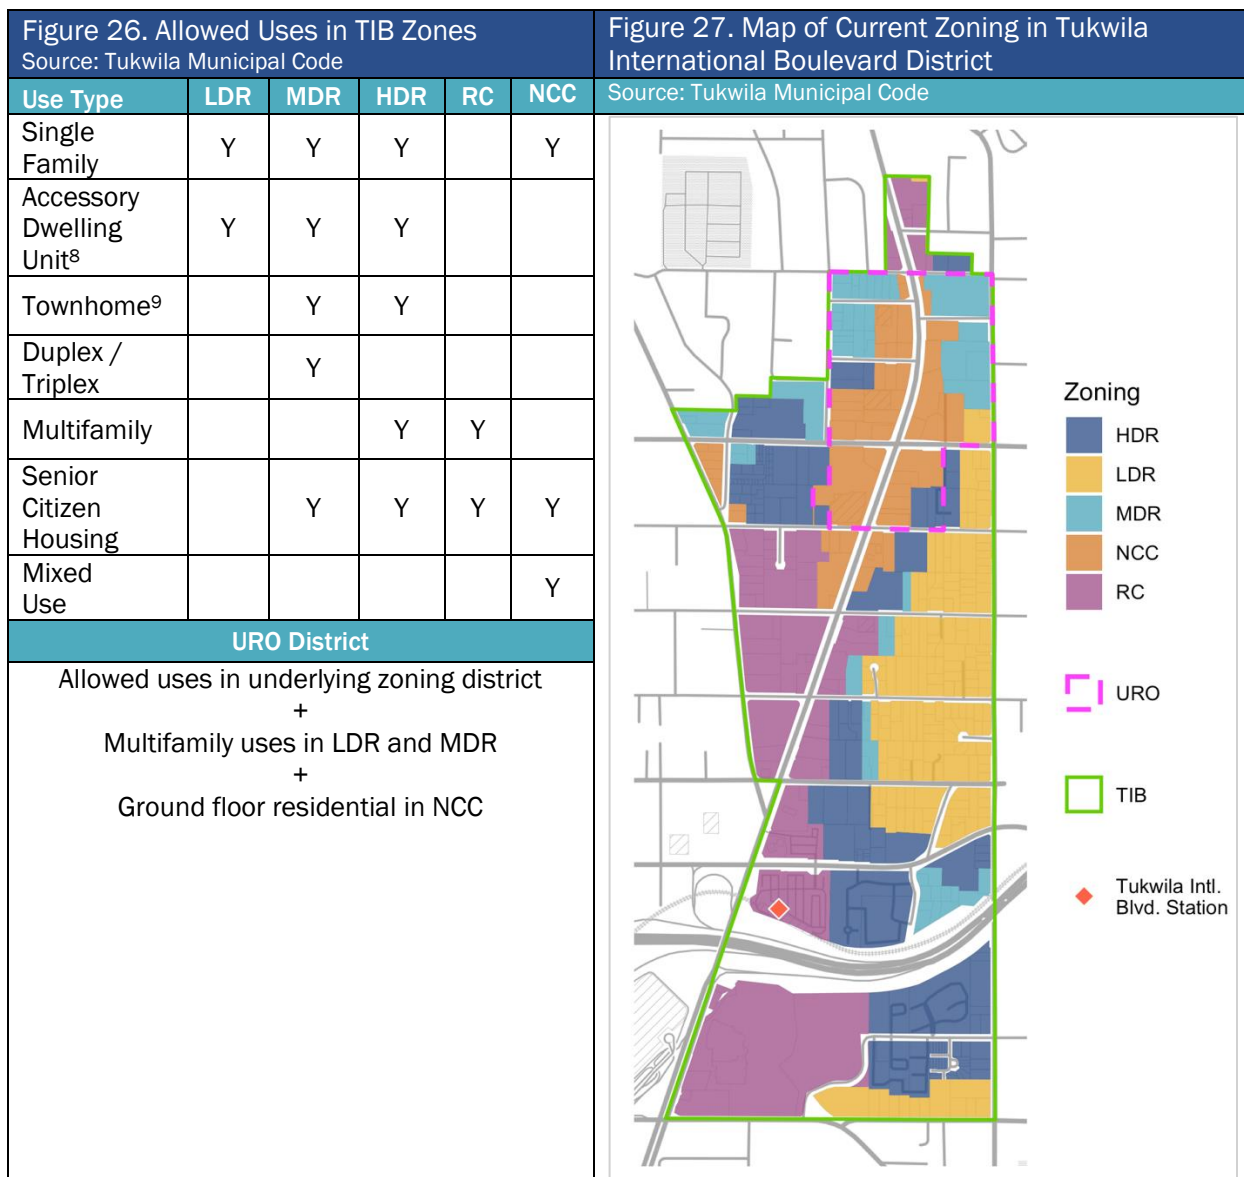 Figure 26. Allowed Uses in TIB Zones
Source: Tukwila Municipal Code
Use Type LDR MDR HDR RC NCC
Single
Family
Y Y Y Y
Accessory
Dwelling
Unit⁸
Y Y Y
Townhome⁹ Y Y
Duplex /
Triplex
Y
Multifamily Y Y
Senior
Citizen
Housing
Y Y Y Y
Mixed
Use
Y
URO District
Allowed uses in underlying zoning district
+
Multifamily uses in LDR and MDR
+
Ground floor residential in NCC
Figure 27. Map of Current Zoning in Tukwila
International Boulevard District
Source: Tukwila Municipal Code
Zoning
HDR
LDR
MDR
NCC
RC
URO
TIB
Tukwila Intl.
Blvd. Station